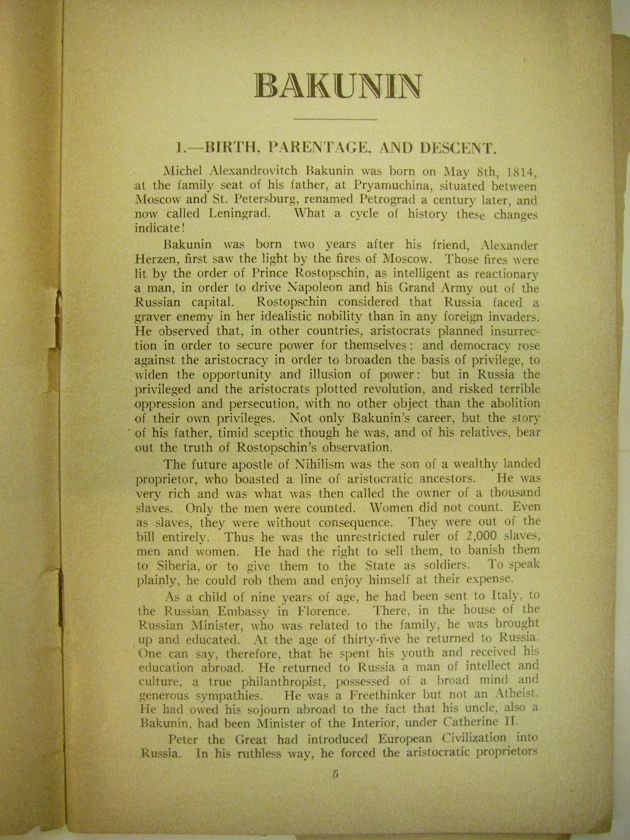 BAKUNIN
1.—BIRTH, PARENTAGE, AND DESCENT.
Michel Alexandrovitch Bakunin was born on May 8th, 1814,
at the family seat of his father, at Pryamuchina, situated between
Moscow and St. Petersburg, renamed Petrograd a century later, and
now called Leningrad. What a cycle of history these changes
indicate!
Bakunin was born two years after his friend, Alexander
Herzen, first saw the light by the fires of Moscow. Those fires were
lit by the order of Prince Rostopschin, as intelligent as reactionary
a man, in order to drive Napoleon and his Grand Army out of the
Russian capital. Rostopschin considered that Russia faced a
graver enemy in her idealistic nobility than in any foreign invaders.
He observed that, in other countries, aristocrats planned insurrec-
tion in order to secure power for themselves: and democracy rose
against the aristocracy in order to broaden the basis of privilege, to
widen the opportunity and illusion of power: but in Russia the
privileged and the aristocrats plotted revolution, and risked terrible
oppression and persecution, with no other object than the abolition
of their own privileges. Not only Bakunin's career, but the story
of his father, timid sceptic though he was, and of his relatives, bear
out the truth of Rostopschin's observation.
The future apostle of Nihilism was the son of a wealthy landed
proprietor, who boasted a line of aristocratic ancestors. He was
very rich and was what was then called the owner of a thousand
slaves. Only the men were counted. Women did not count. Even
as slaves, they were without consequence. They were out of the
bill entirely. Thus he was the unrestricted ruler of 2,000 slaves,
men and women. He had the right to sell them, to banish them
to Siberia, or to give them to the State as soldiers. To speak
plainly, he could rob them and enjoy himself at their expense.
As a child of nine years of age, he had been sent to Italy, to
the Russian Embassy in Florence. There, in the house of the
Russian Minister, who was related to the family, he was brought
up and educated. At the age of thirty-five he returned to Russia.
One can say, therefore, that he spent his youth and received his
education abroad. He returned to Russia a man of intellect and
culture, a true philanthropist, possessed of a broad mind and
generous sympathies. He was a Freethinker but not an Atheist.
He had owed his sojourn abroad to the fact that his uncle, also a
Bakunin, had been Minister of the Interior, under Catherine II.
Peter the Great had introduced European Civilization into
Russia. In his ruthless way, he forced the aristocratic proprietors
5